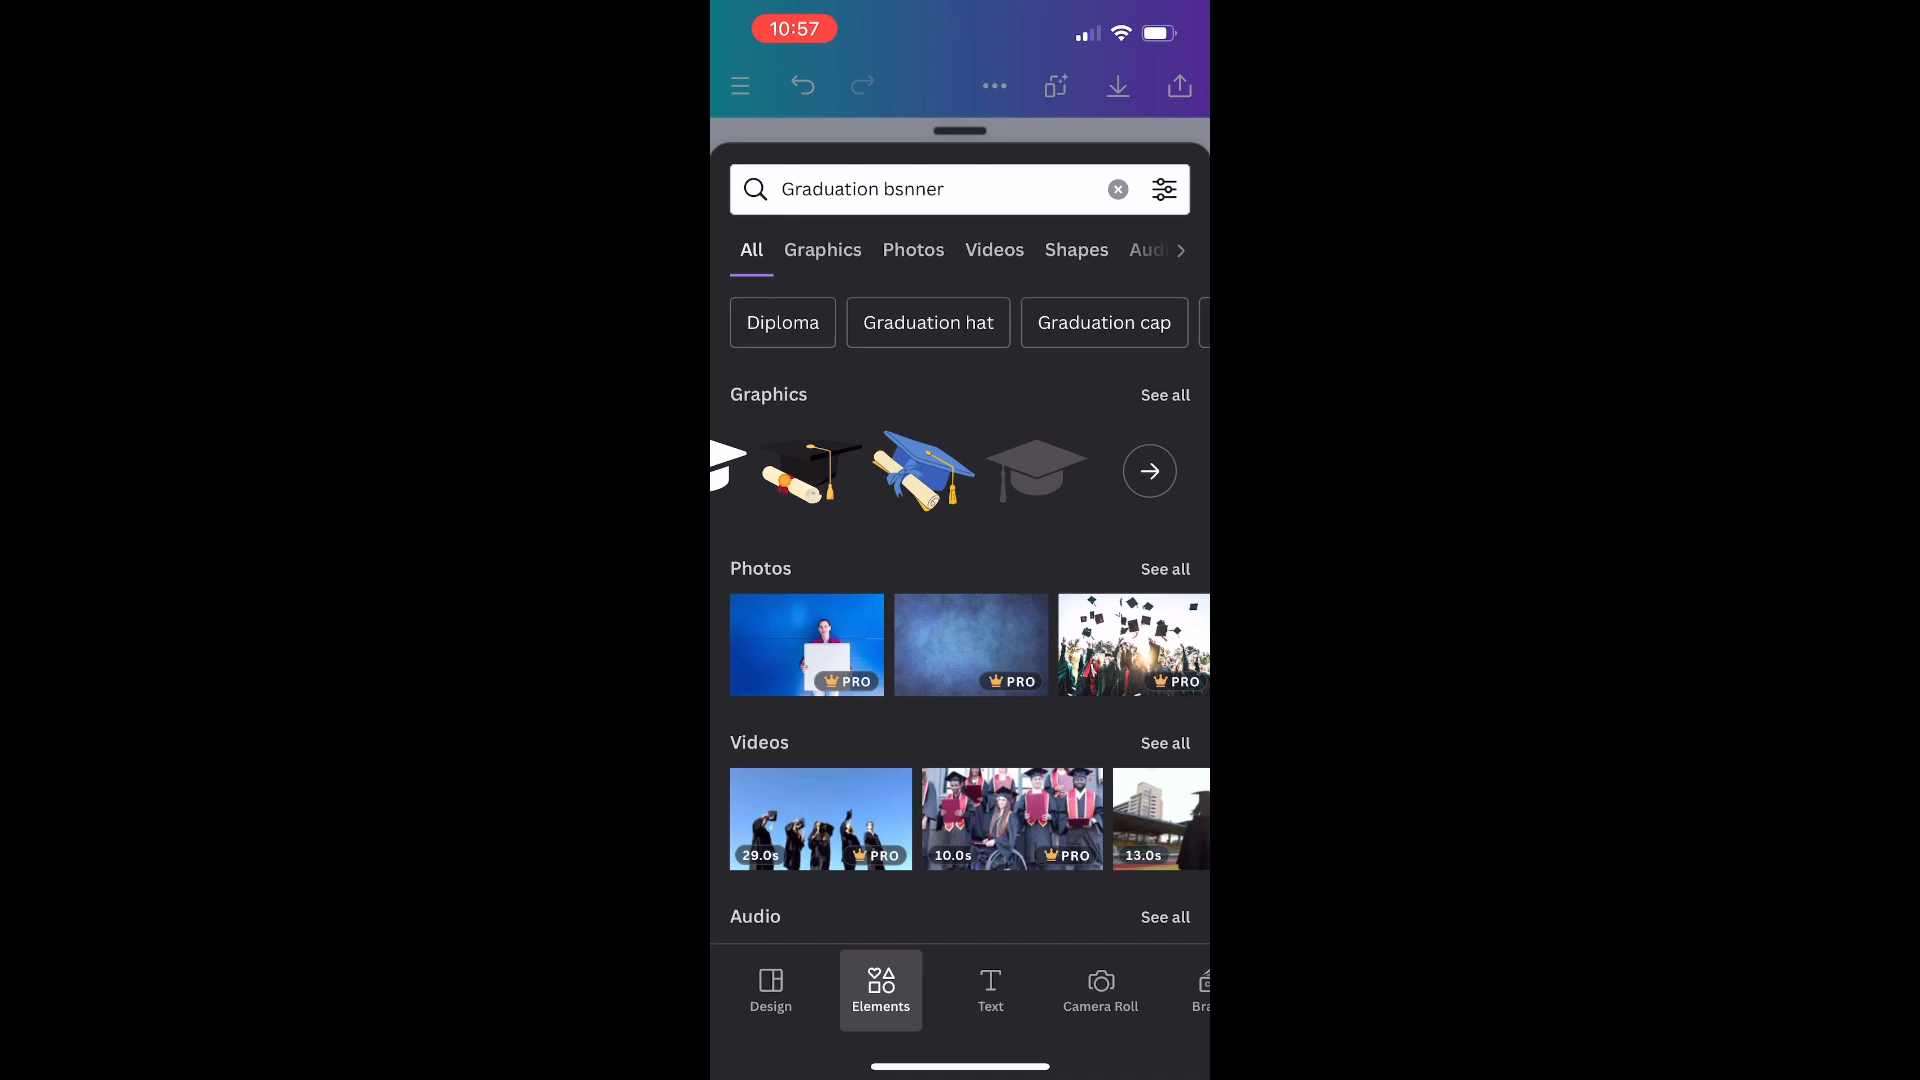 10:57
Graduation bsnner
All Graphics Photos Videos Shapes
Diploma Graduation hat Graduation cap
Graphics See all
Photos See all
PRO PRO PRO
Videos See all
29.0s PRO 10.0s PRO 13.0s
Audio See all
Design Elements Text Camera Roll